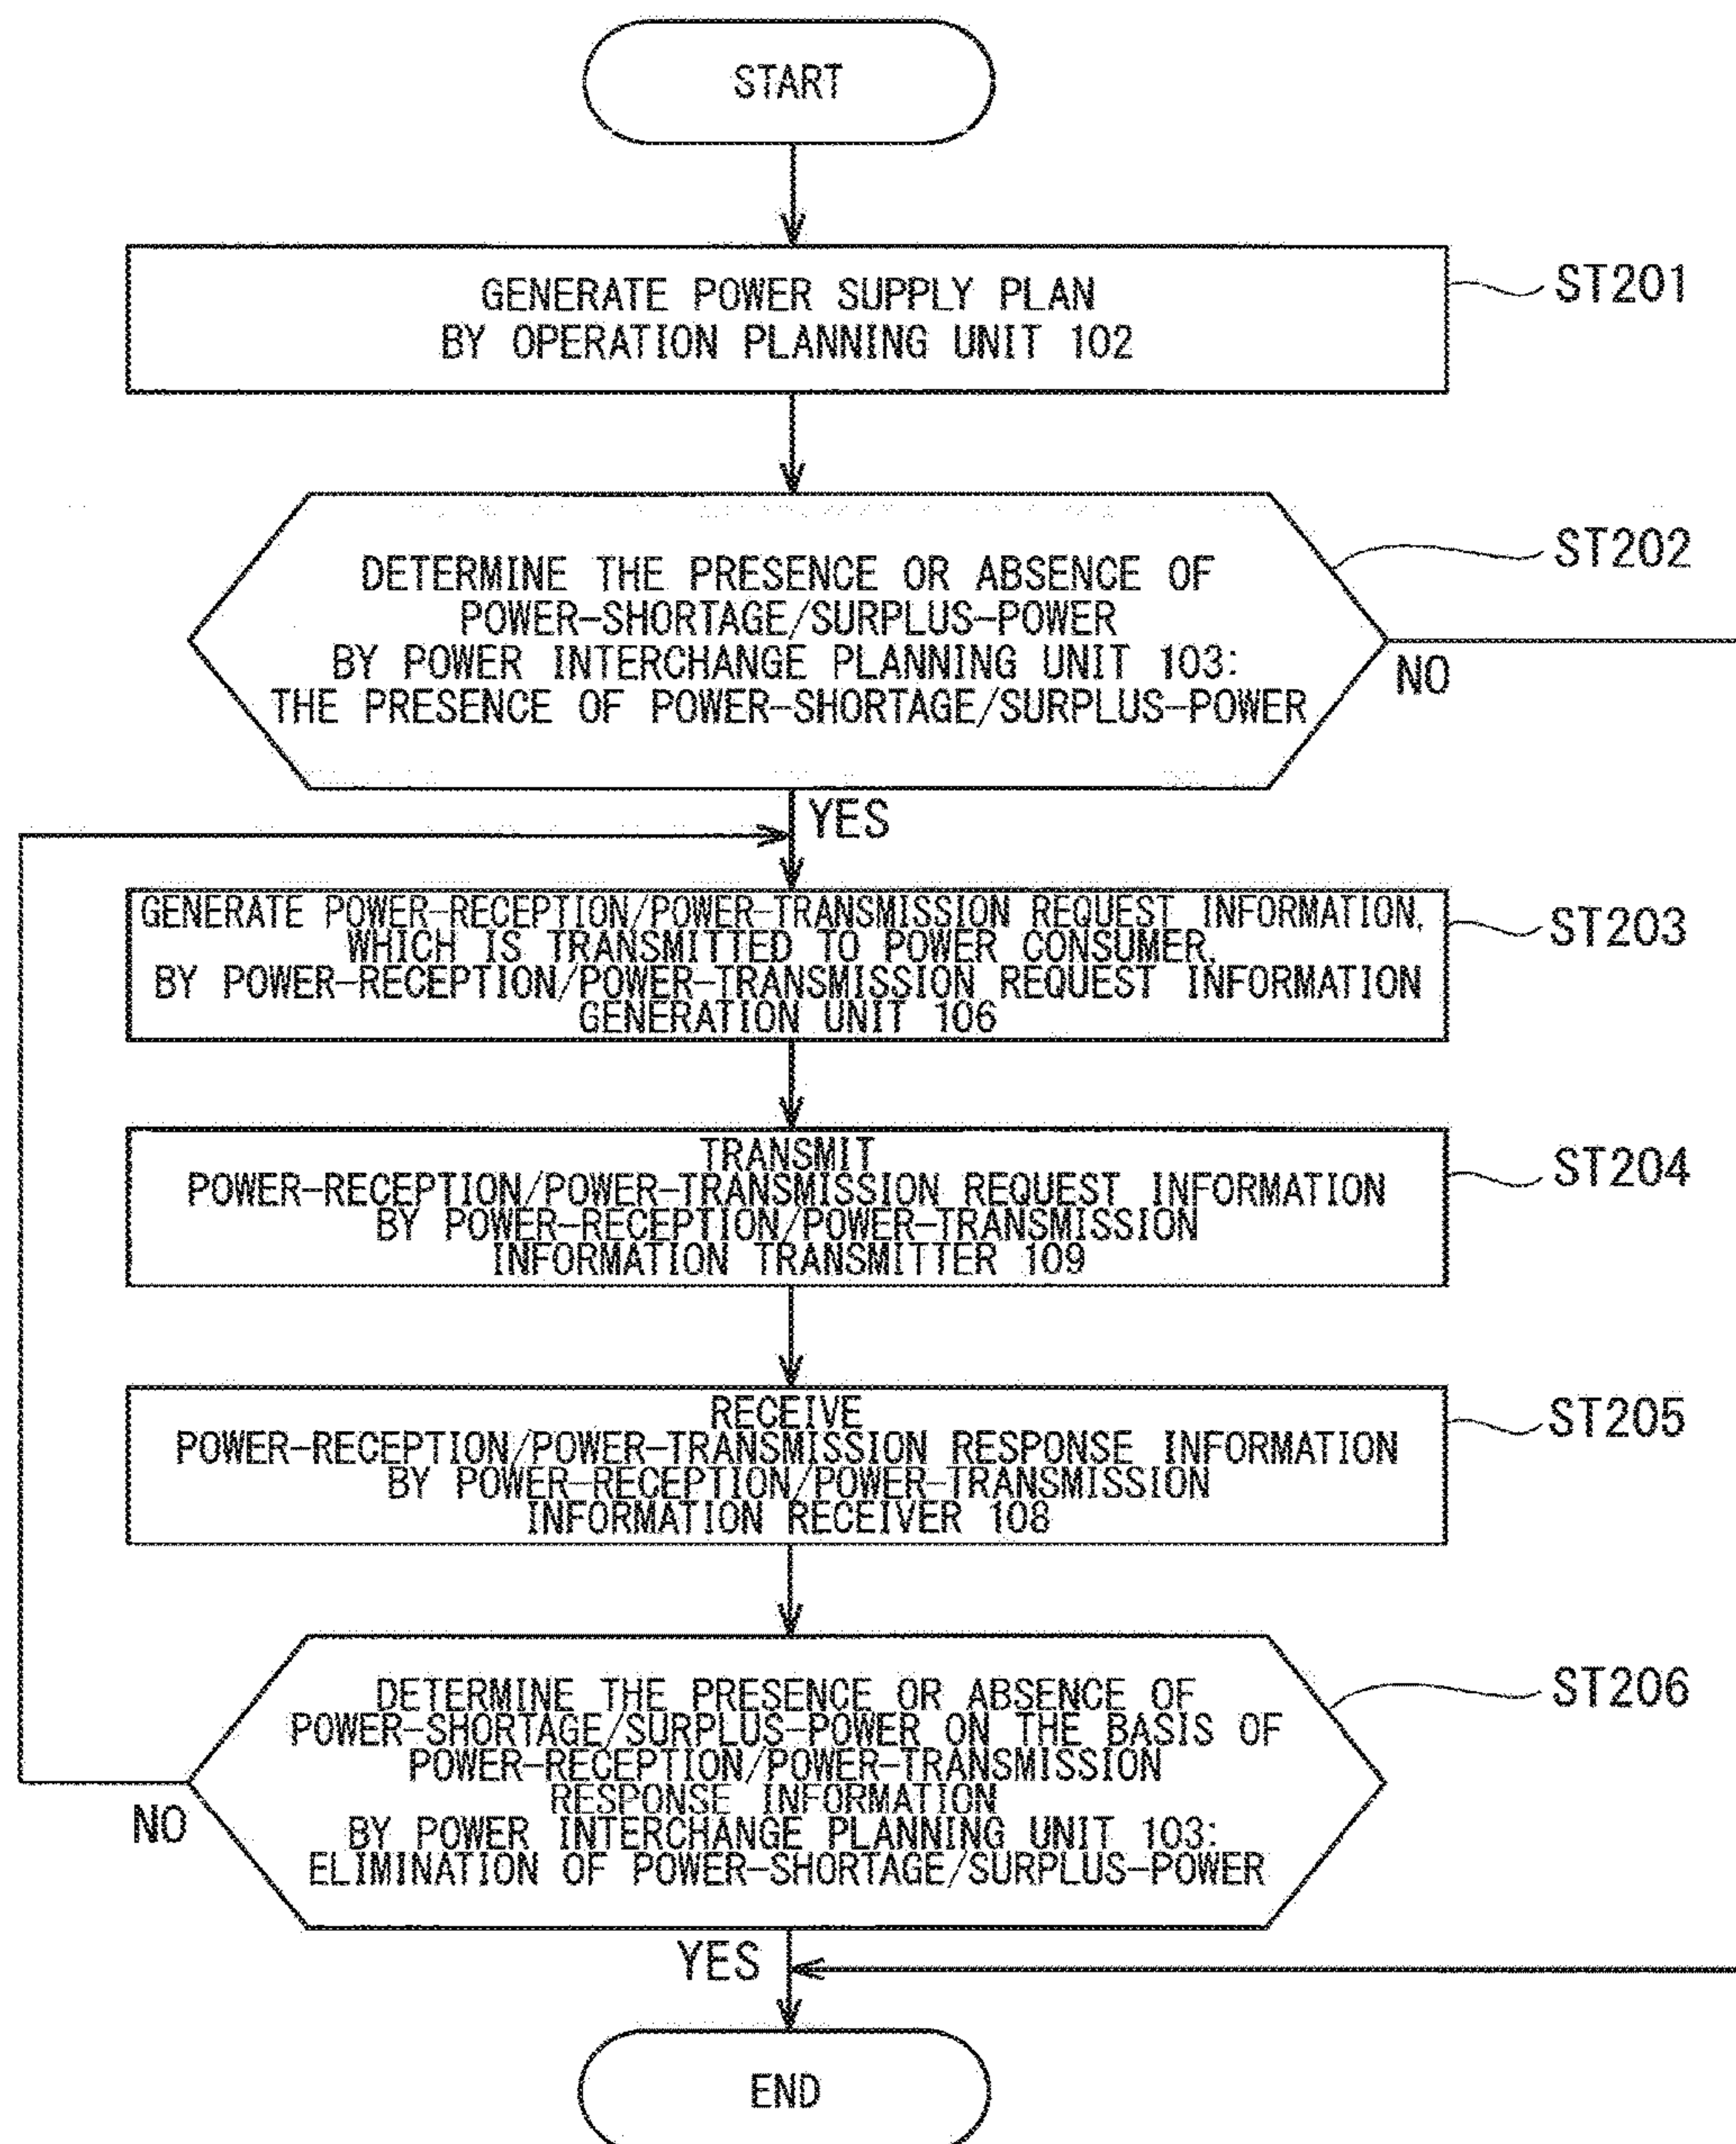 START
GENERATE POWER SUPPLY PLAN
BY OPERATION PLANNING UNIT 102
ST201
DETERMINE THE PRESENCE OR ABSENCE OF
POWER-SHORTAGE/SURPLUS-POWER
BY POWER INTERCHANGE PLANNING UNIT 103:
THE PRESENCE OF POWER-SHORTAGE/SURPLUS-POWER
ST202
NO
YES
GENERATE POWER-RECEPTION/POWER-TRANSMISSION REQUEST INFORMATION,
WHICH IS TRANSMITTED TO POWER CONSUMER,
BY POWER-RECEPTION/POWER-TRANSMISSION REQUEST INFORMATION
GENERATION UNIT 106
ST203
TRANSMIT
POWER-RECEPTION/POWER-TRANSMISSION REQUEST INFORMATION
BY POWER-RECEPTION/POWER-TRANSMISSION
INFORMATION TRANSMITTER 109
ST204
RECEIVE
POWER-RECEPTION/POWER-TRANSMISSION RESPONSE INFORMATION
BY POWER-RECEPTION/POWER-TRANSMISSION
INFORMATION RECEIVER 108
ST205
DETERMINE THE PRESENCE OR ABSENCE OF
POWER-SHORTAGE/SURPLUS-POWER ON THE BASIS OF
POWER-RECEPTION/POWER-TRANSMISSION
RESPONSE INFORMATION
BY POWER INTERCHANGE PLANNING UNIT 103:
ELIMINATION OF POWER-SHORTAGE/SURPLUS-POWER
ST206
NO
YES
END